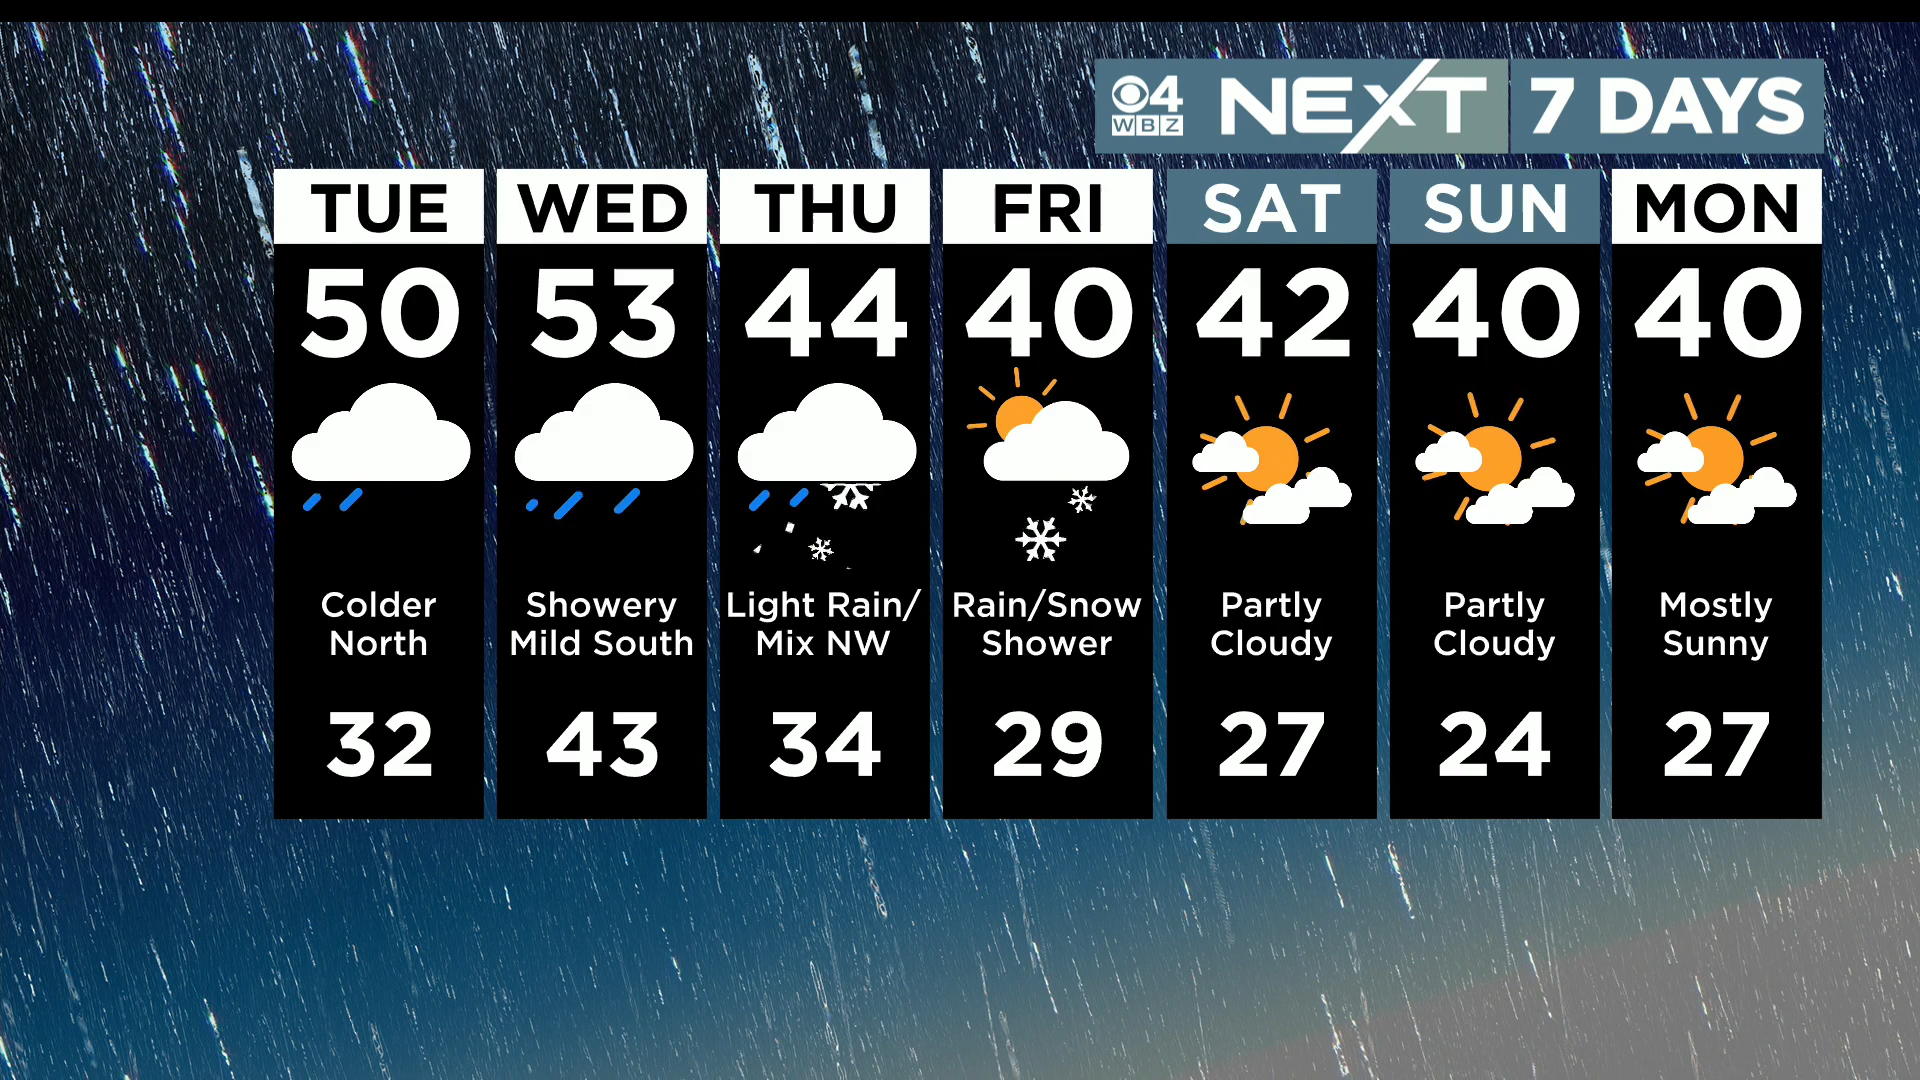 4
WBZ
NEXT
7 DAYS
TUE
50
Colder
North
32
WED
53
Showery
Mild South
43
THU
44
Light Rain/
Mix NW
34
FRI
40
Rain/Snow
Shower
29
SAT
42
Partly
Cloudy
27
SUN
40
Partly
Cloudy
24
MON
40
Mostly
Sunny
27